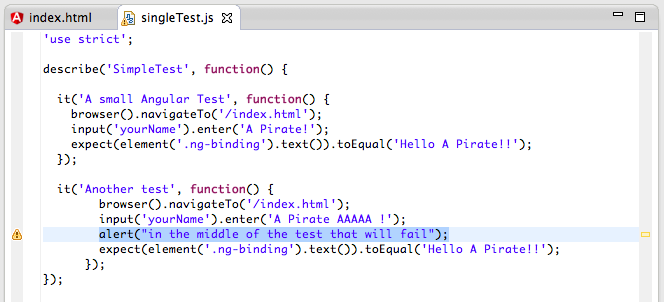 index.html singleTest.js
'use strict';
describe('SimpleTest', function() {
it('A small Angular Test', function() {
browser().navigateTo('/index.html');
input('yourName').enter('A Pirate!');
expect(element('.ng-binding').text()).toEqual('Hello A Pirate!!');
});
it('Another test', function() {
browser().navigateTo('/index.html');
input('yourName').enter('A Pirate AAAAA !');
alert("in the middle of the test that will fail");
expect(element('.ng-binding').text()).toEqual('Hello A Pirate!!');
});
});